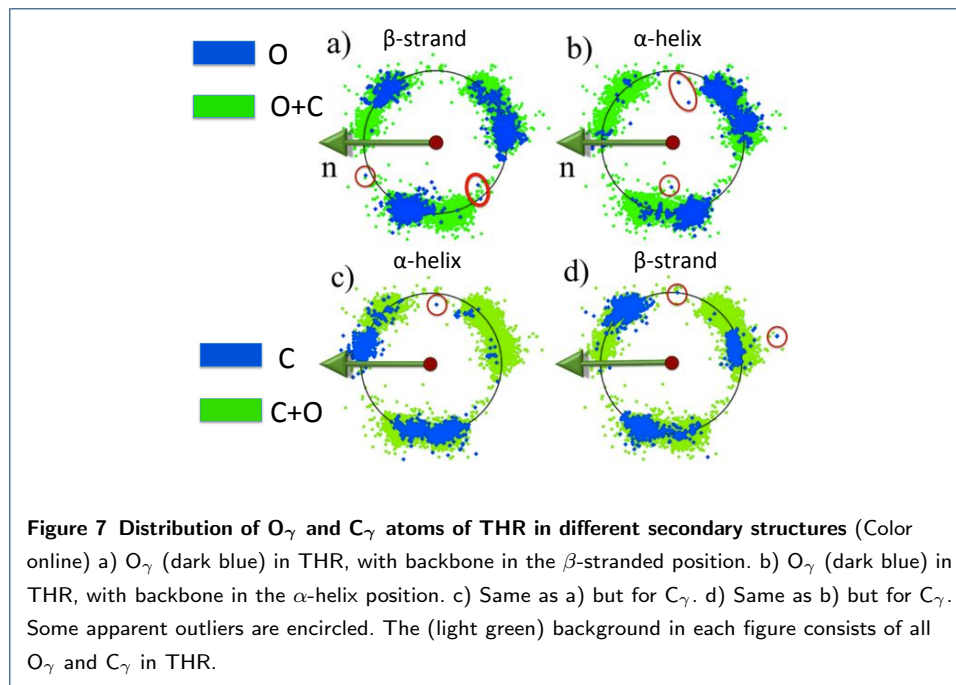 O
O+C
a)
β-strand
b)
α-helix
n
n
α-helix
β-strand
c)
d)
C
C+O
Figure 7 Distribution of Oγ and Cγ atoms of THR in different secondary structures (Color
online) a) Oγ (dark blue) in THR, with backbone in the β-stranded position. b) Oγ (dark blue) in
THR, with backbone in the α-helix position. c) Same as a) but for Cγ. d) Same as b) but for Cγ.
Some apparent outliers are encircled. The (light green) background in each figure consists of all
Oγ and Cγ in THR.